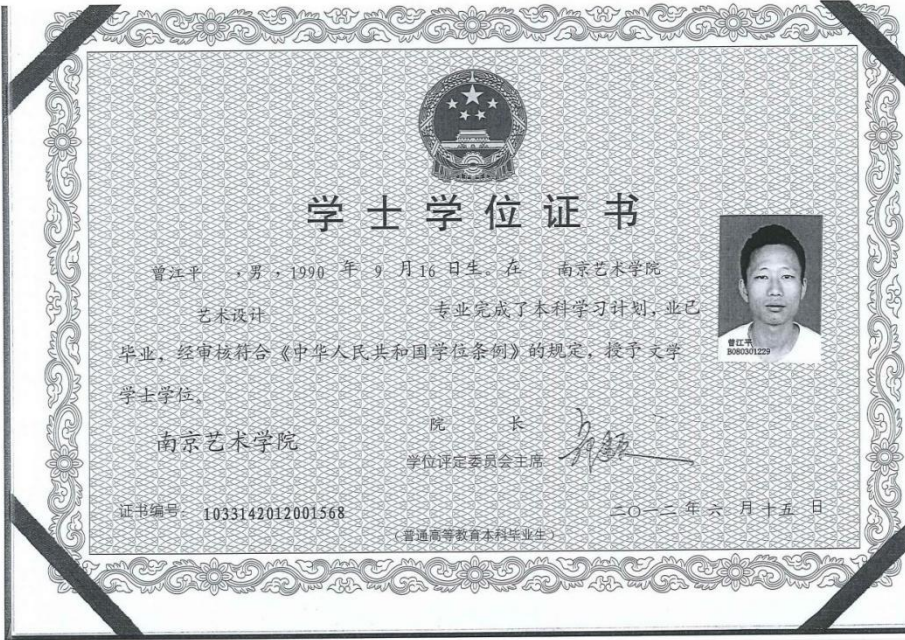 学士学位证书
曾江平 ,男,1990 年 9 月 16 日生。在 南京艺术学院
艺术设计 专业完成了本科学习计划,业已
毕业,经审核符合《中华人民共和国学位条例》的规定,授予文学
学士学位。
曾江平
B080301229
南京艺术学院
院 长
学位评定委员会主席
证书编号: 1033142012001568
二〇一二 年 六 月 十五 日
(普通高等教育本科毕业生)